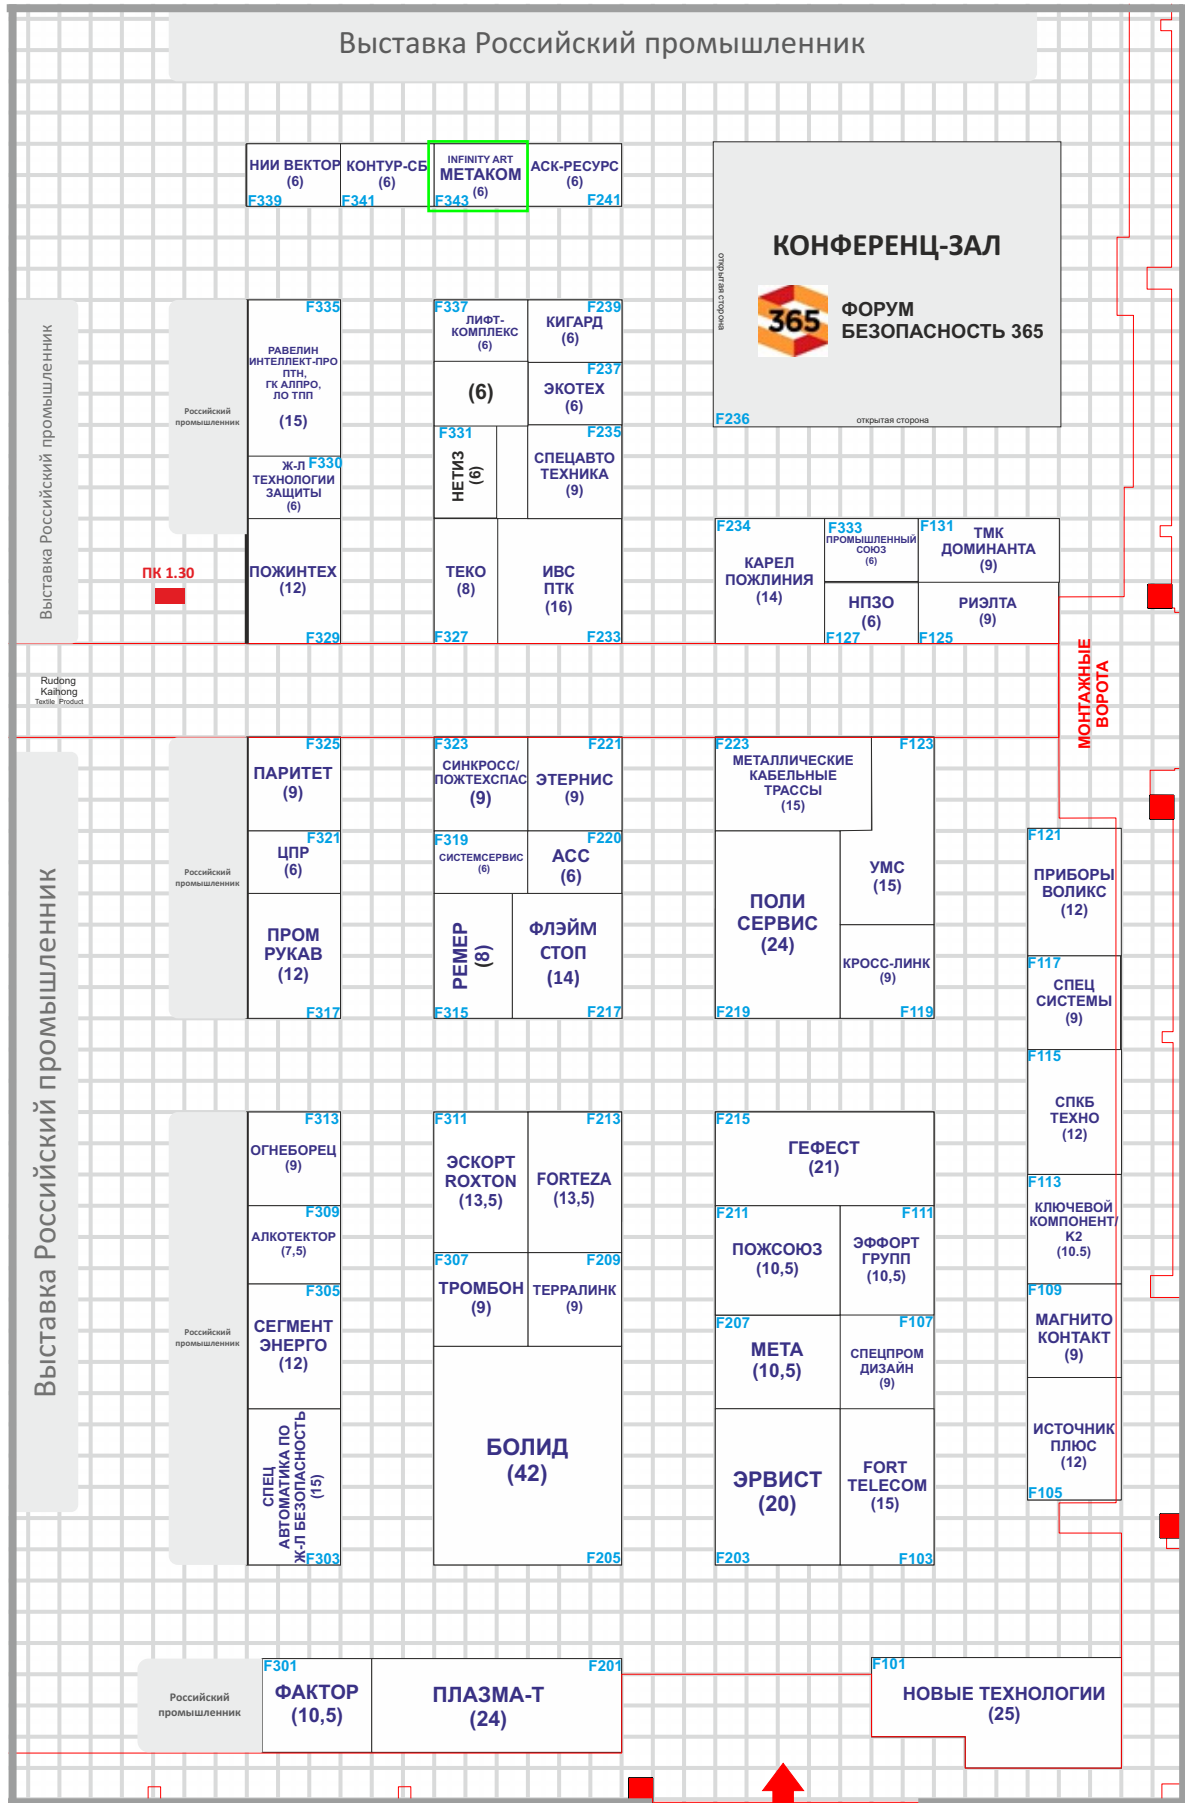 Выставка Российский промышленник
НИИ ВЕКТОР
(6)
F339
КОНТУР-СБ
(6)
F341
INFINITY ART
МЕТАКОМ
(6)
F343
АСК-РЕСУРС
(6)
F241
КОНФЕРЕНЦ-ЗАЛ
365
ФОРУМ
БЕЗОПАСНОСТЬ 365
открытая сторона
F236
открытая сторона
Выставка Российский промышленник
Российский
промышленник
F335
РАВЕЛИН
ИНТЕЛЛЕКТ-ПРО
ПТН,
ГК АЛПРО,
ЛО ТПП
(15)
F337
ЛИФТ-
КОМПЛЕКС
(6)
F239
КИГАРД
(6)
(6)
F237
ЭКОТЕХ
(6)
F331
НЕТИЗ
(6)
F235
СПЕЦАВТО
ТЕХНИКА
(9)
Ж-Л F330
ТЕХНОЛОГИИ
ЗАЩИТЫ
(6)
ПК 1.30
ПОЖИНТЕХ
(12)
F329
ТЕКО
(8)
F327
ИВС
ПТК
(16)
F233
F234
КАРЕЛ
ПОЖЛИНИЯ
(14)
F333
ПРОМЫШЛЕННЫЙ
СОЮЗ
(6)
F131
ТМК
ДОМИНАНТА
(9)
НПЗО
(6)
F127
РИЭЛТА
(9)
F125
Rudong
Kaihong
Textile Product
МОНТАЖНЫЕ
ВОРОТА
Выставка Российский промышленник
Российский
промышленник
F325
ПАРИТЕТ
(9)
F323
СИНКРОСС/
ПОЖТЕХСПАС
(9)
F221
ЭТЕРНИС
(9)
F223
МЕТАЛЛИЧЕСКИЕ
КАБЕЛЬНЫЕ
ТРАССЫ
(15)
F123
УМС
(15)
F321
ЦПР
(6)
F319
СИСТЕМСЕРВИС
(6)
F220
АСС
(6)
F121
ПРИБОРЫ
ВОЛИКС
(12)
ПРОМ
РУКАВ
(12)
F317
РЕМЕР
(8)
F315
ФЛЭЙМ
СТОП
(14)
F217
ПОЛИ
СЕРВИС
(24)
F219
КРОСС-ЛИНК
(9)
F119
F117
СПЕЦ
СИСТЕМЫ
(9)
F115
СПКБ
ТЕХНО
(12)
F313
ОГНЕБОРЕЦ
(9)
F311
ЭСКОРТ
ROXTON
(13,5)
F213
FORTEZA
(13,5)
F215
ГЕФЕСТ
(21)
F113
КЛЮЧЕВОЙ
КОМПОНЕНТ/
К2
(10.5)
F309
АЛКОТЕКТОР
(7,5)
F211
ПОЖСОЮЗ
(10,5)
F111
ЭФФОРТ
ГРУПП
(10,5)
F307
ТРОМБОН
(9)
F209
ТЕРРАЛИНК
(9)
F305
СЕГМЕНТ
ЭНЕРГО
(12)
F109
МАГНИТО
КОНТАКТ
(9)
Российский
промышленник
F207
МЕТА
(10,5)
F107
СПЕЦПРОМ
ДИЗАЙН
(9)
СПЕЦ
АВТОМАТИКА ПО
Ж-Л БЕЗОПАСНОСТЬ
(15)
F303
БОЛИД
(42)
F205
ЭРВИСТ
(20)
F203
FORT
TELECOM
(15)
F103
ИСТОЧНИК
ПЛЮС
(12)
F105
Российский
промышленник
F301
ФАКТОР
(10,5)
F201
ПЛАЗМА-Т
(24)
F101
НОВЫЕ ТЕХНОЛОГИИ
(25)